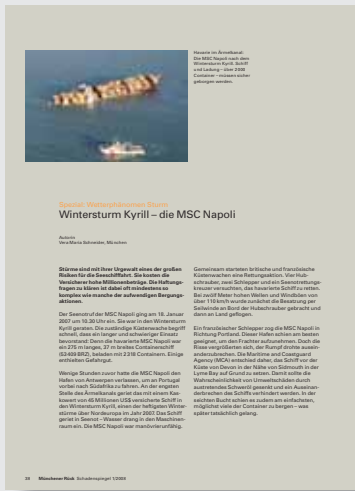 Havarie im Ärmelkanal:
Die MSC Napoli nach dem
Wintersturm Kyrill. Schiff
und Ladung – über 2 300
Container – müssen sicher
geborgen werden.
Spezial: Wetterphänomen Sturm
Wintersturm Kyrill – die MSC Napoli
Autorin
Vera Maria Schneider, München
Stürme sind mit ihrer Urgewalt eines der großen
Risiken für die Seeschifffahrt. Sie kosten die
Versicherer hohe Millionenbeträge. Die Haftungs-
fragen zu klären ist dabei oft mindestens so
komplex wie manche der aufwendigen Bergungs-
aktionen.
Der Seenotruf der MSC Napoli ging am 18. Januar
2007 um 10.30 Uhr ein. Sie war in den Wintersturm
Kyrill geraten. Die zuständige Küstenwache begriff
schnell, dass ein langer und schwieriger Einsatz
bevorstand: Denn die havarierte MSC Napoli war
ein 275 m langes, 37 m breites Containerschiff
(53 409 BRZ), beladen mit 2 318 Containern. Einige
enthielten Gefahrgut.
Wenige Stunden zuvor hatte die MSC Napoli den
Hafen von Antwerpen verlassen, um an Portugal
vorbei nach Südafrika zu fahren. An der engsten
Stelle des Ärmelkanals geriet das mit einem Kas-
kowert von 45 Millionen US$ versicherte Schiff in
den Wintersturm Kyrill, einen der heftigsten Winter-
stürme über Nordeuropa im Jahr 2007. Das Schiff
geriet in Seenot – Wasser drang in den Maschinen-
raum ein. Die MSC Napoli war manövrierunfähig.
Gemeinsam starteten britische und französische
Küstenwachen eine Rettungsaktion. Vier Hub-
schrauber, zwei Schlepper und ein Seenotrettungs-
kreuzer versuchten, das havarierte Schiff zu retten.
Bei zwölf Meter hohen Wellen und Windböen von
über 110 km/h wurde zunächst die Besatzung per
Seilwinde an Bord der Hubschrauber gebracht und
dann an Land geflogen.
Ein französischer Schlepper zog die MSC Napoli in
Richtung Portland. Dieser Hafen schien am besten
geeignet, um den Frachter aufzunehmen. Doch die
Risse vergrößerten sich, der Rumpf drohte ausein-
anderzubrechen. Die Maritime and Coastguard
Agency (MCA) entschied daher, das Schiff vor der
Küste von Devon in der Nähe von Sidmouth in der
Lyme Bay auf Grund zu setzen. Damit sollte die
Wahrscheinlichkeit von Umweltschäden durch
austretendes Schweröl gesenkt und ein Auseinan-
derbrechen des Schiffs verhindert werden. In der
seichten Bucht schien es zudem am einfachsten,
möglichst viele der Container zu bergen – was
später tatsächlich gelang.
Münchener Rück Schadenspiegel 1/2008